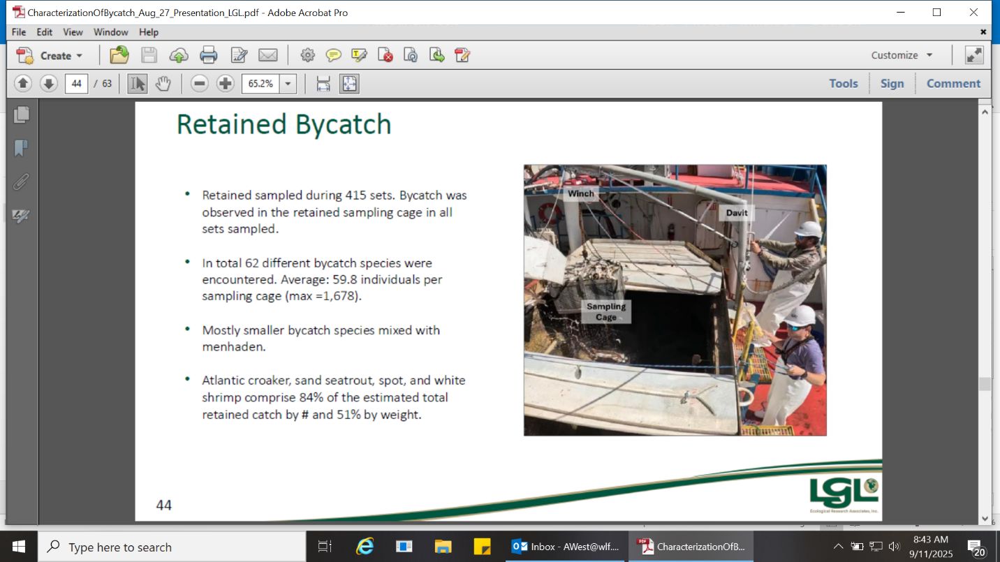 CharacterizationOfBycatch_Aug_27_Presentation_LGL.pdf - Adobe Acrobat Pro
File Edit View Window Help
Create
Customize
44 / 63
65.2%
Tools Sign Comment
Retained Bycatch
• Retained sampled during 415 sets. Bycatch was
observed in the retained sampling cage in all
sets sampled.
• In total 62 different bycatch species were
encountered. Average: 59.8 individuals per
sampling cage (max =1,678).
• Mostly smaller bycatch species mixed with
menhaden.
• Atlantic croaker, sand seatrout, spot, and white
shrimp comprise 84% of the estimated total
retained catch by # and 51% by weight.
Winch
Davit
Sampling
Cage
44
LGL
Ecological Research Associates, Inc.
Type here to search
Inbox - AWest@wlf....
CharacterizationOfB...
8:43 AM
9/11/2025
20